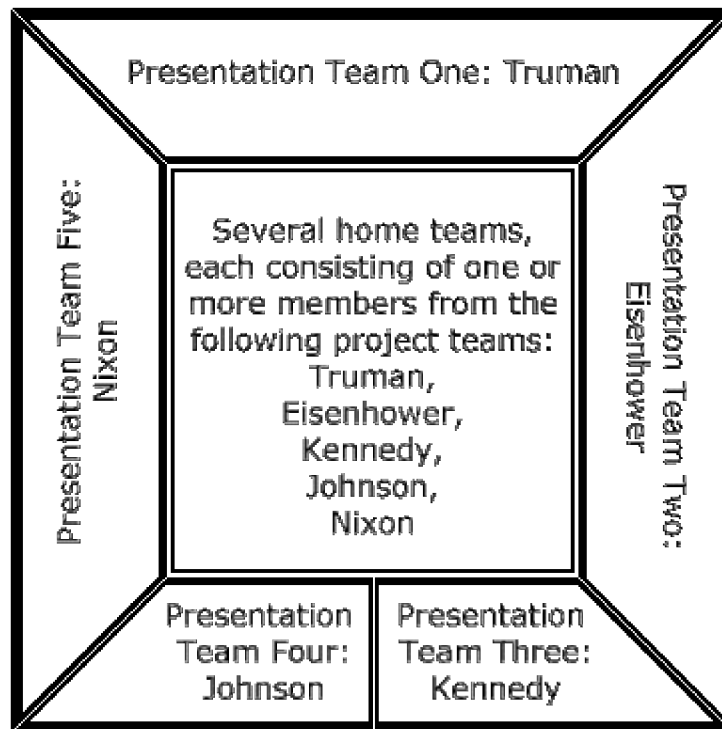 Presentation Team One: Truman
Presentation Team Five:
Nixon
Several home teams,
each consisting of one or
more members from the
following project teams:
Truman,
Eisenhower,
Kennedy,
Johnson,
Nixon
Presentation Team Two:
Eisenhower
Presentation
Team Four:
Johnson
Presentation
Team Three:
Kennedy